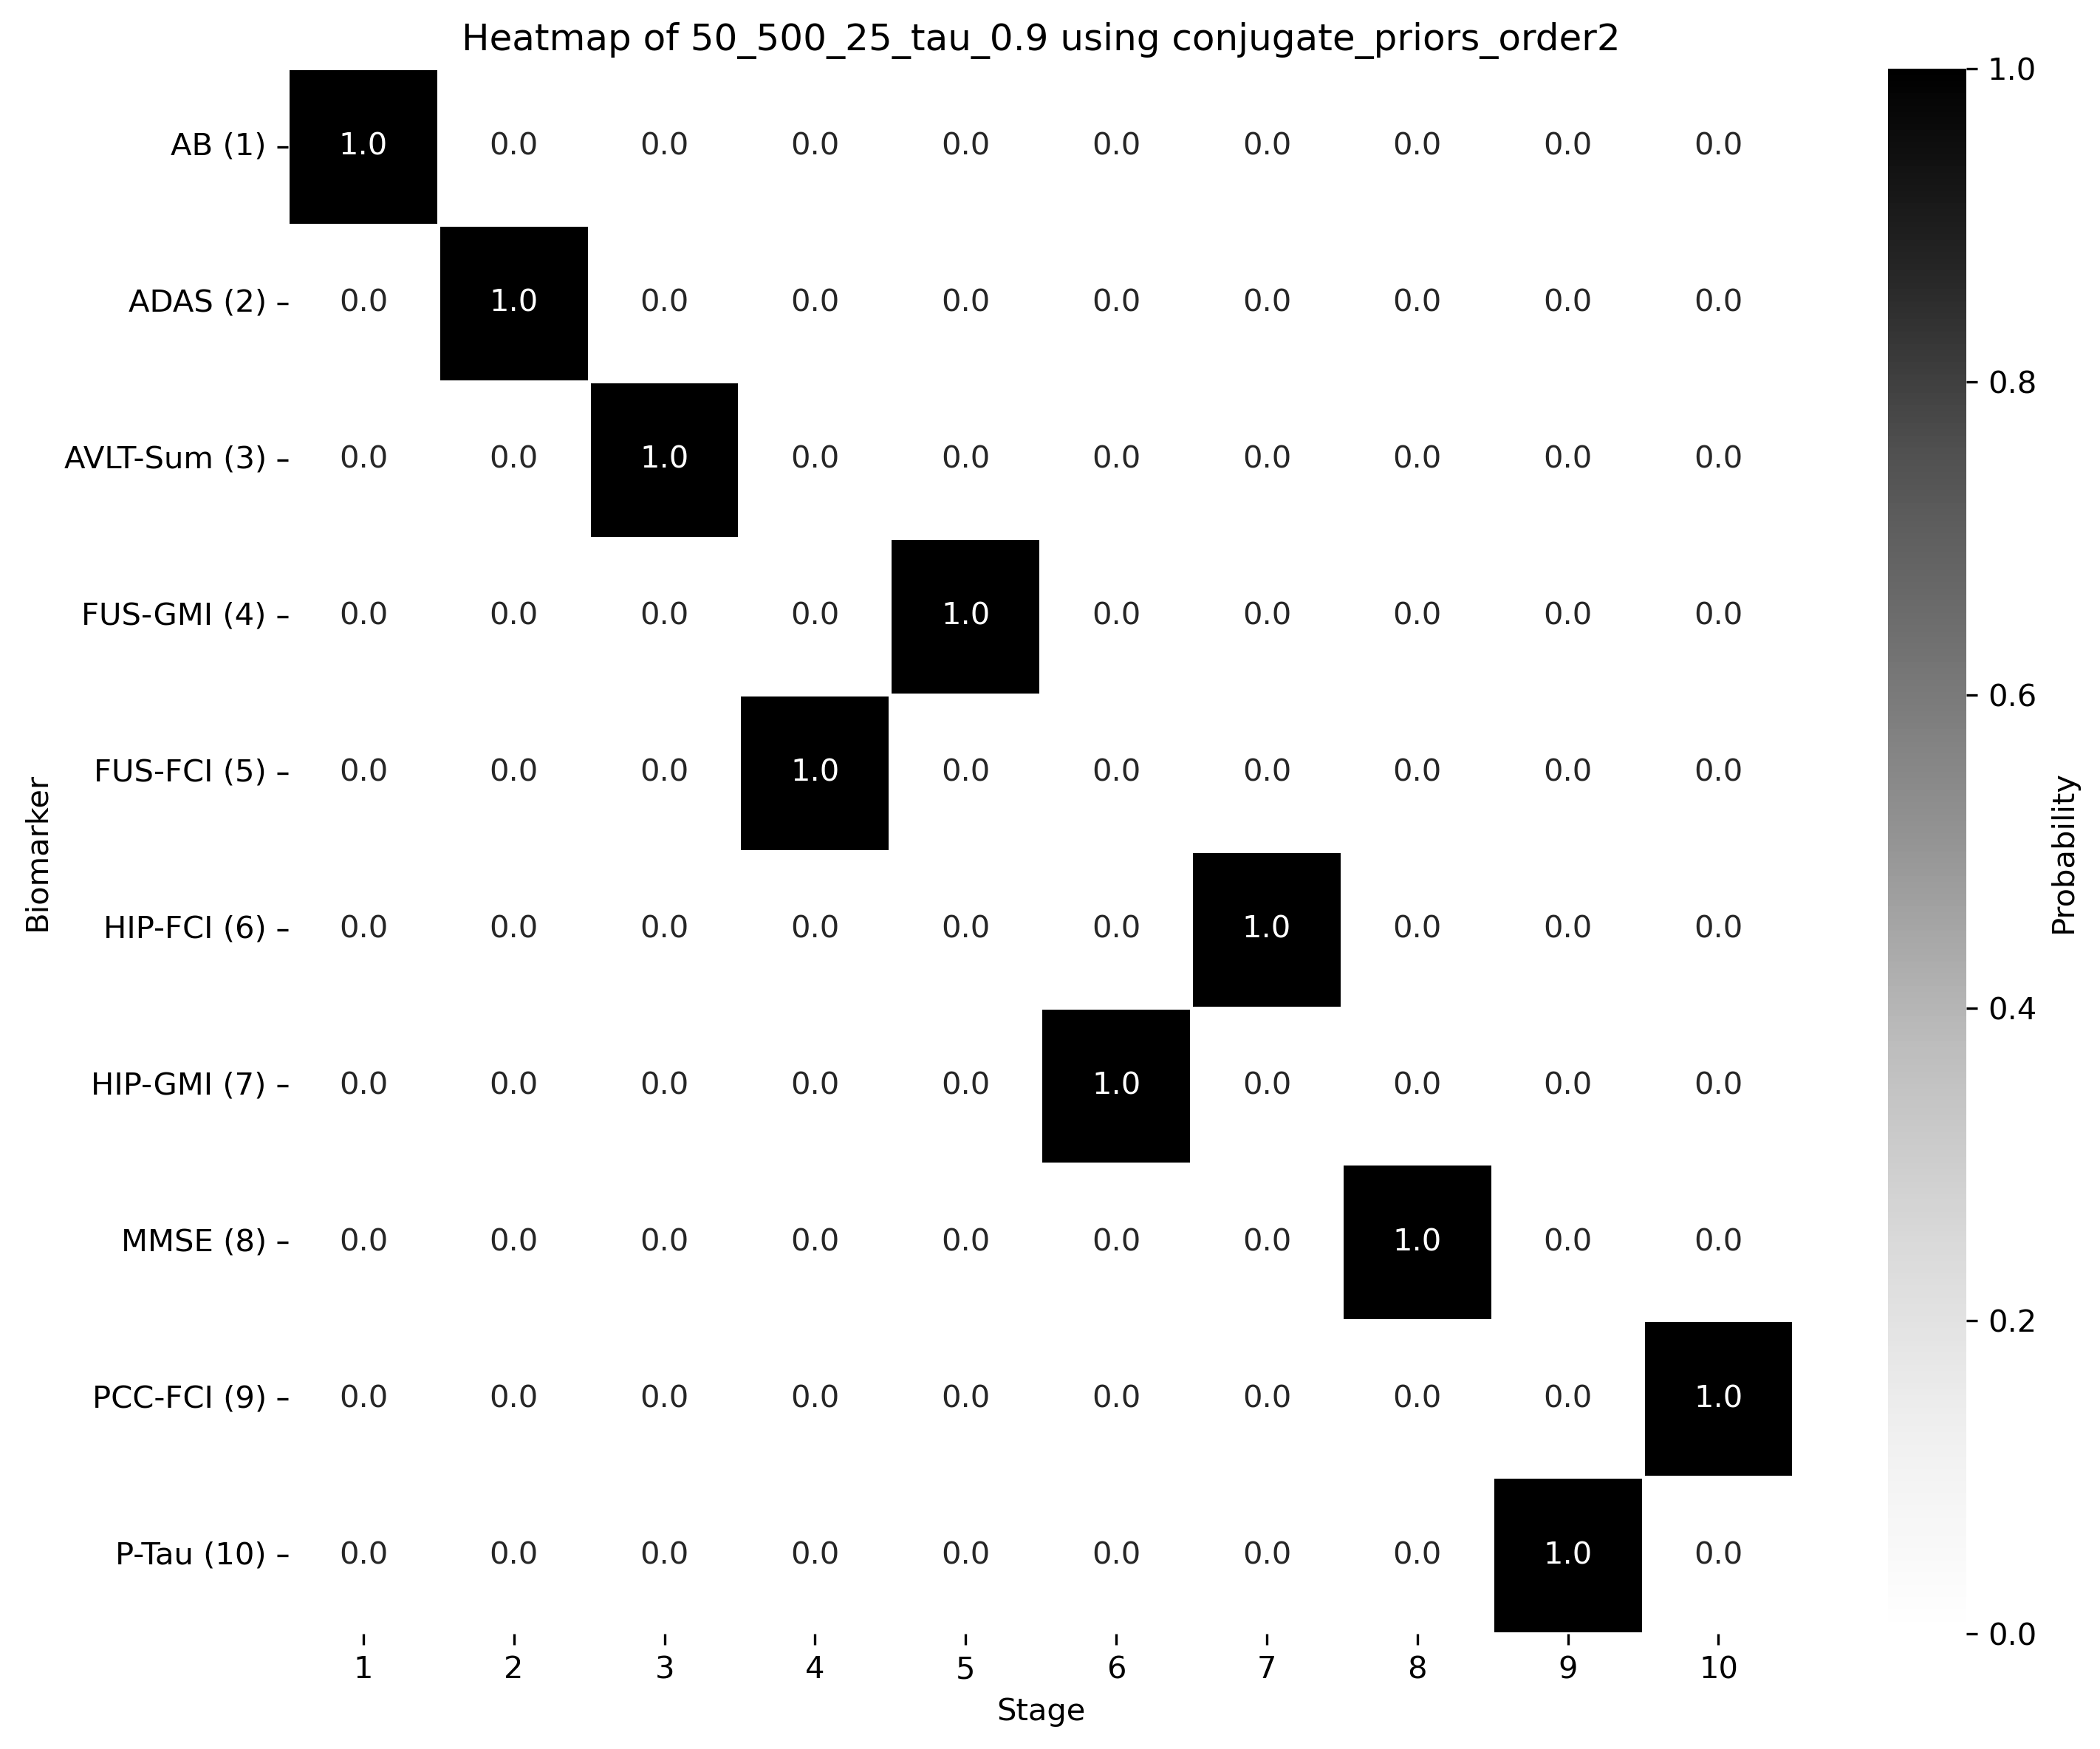 Heatmap of 50_500_25_tau_0.9 using conjugate_priors_order2
AB (1) 1.0 0.0 0.0 0.0 0.0 0.0 0.0 0.0 0.0 0.0
ADAS (2) 0.0 1.0 0.0 0.0 0.0 0.0 0.0 0.0 0.0 0.0
AVLT-Sum (3) 0.0 0.0 1.0 0.0 0.0 0.0 0.0 0.0 0.0 0.0
FUS-GMI (4) 0.0 0.0 0.0 0.0 1.0 0.0 0.0 0.0 0.0 0.0
FUS-FCI (5) 0.0 0.0 0.0 1.0 0.0 0.0 0.0 0.0 0.0 0.0
HIP-FCI (6) 0.0 0.0 0.0 0.0 0.0 0.0 1.0 0.0 0.0 0.0
HIP-GMI (7) 0.0 0.0 0.0 0.0 0.0 1.0 0.0 0.0 0.0 0.0
MMSE (8) 0.0 0.0 0.0 0.0 0.0 0.0 0.0 1.0 0.0 0.0
PCC-FCI (9) 0.0 0.0 0.0 0.0 0.0 0.0 0.0 0.0 0.0 1.0
P-Tau (10) 0.0 0.0 0.0 0.0 0.0 0.0 0.0 0.0 1.0 0.0
1 2 3 4 5 6 7 8 9 10
Stage
Biomarker
1.0
0.8
0.6
0.4
0.2
0.0
Probability